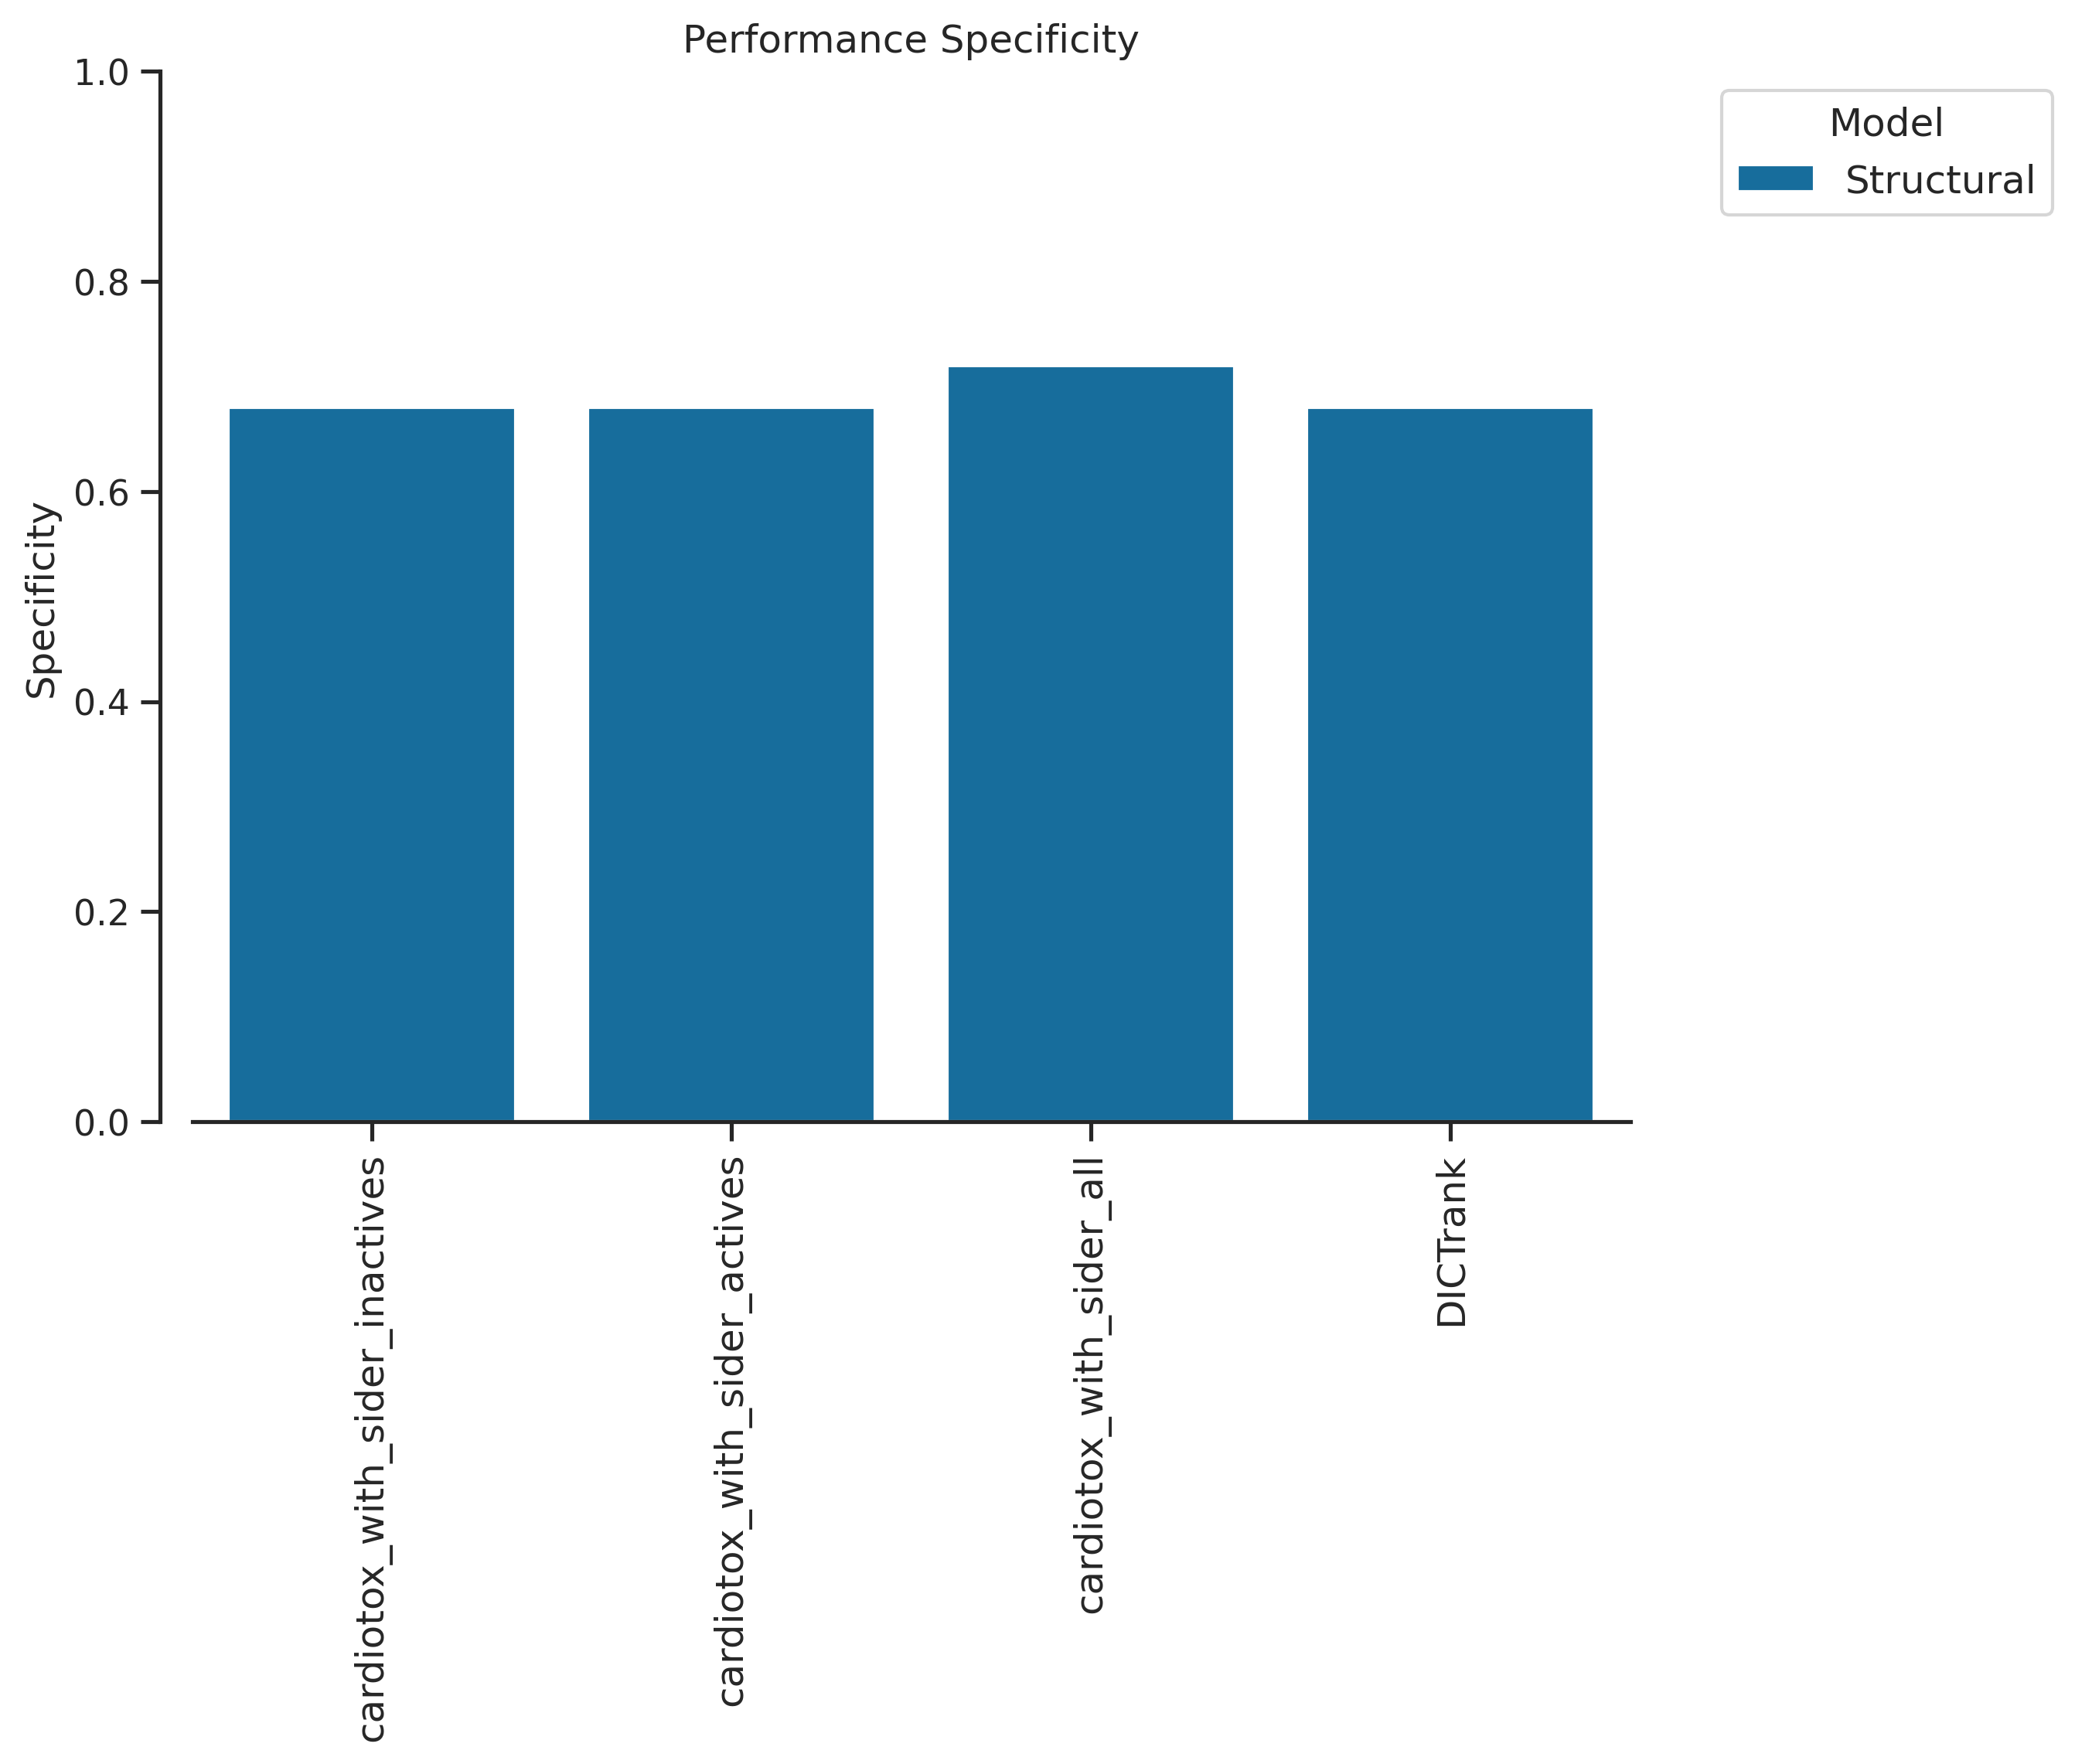 Performance Specificity
1.0
0.8
0.6
0.4
0.2
0.0
Specificity
Model
Structural
cardiotox_with_sider_inactives
cardiotox_with_sider_actives
cardiotox_with_sider_all
DICTrank